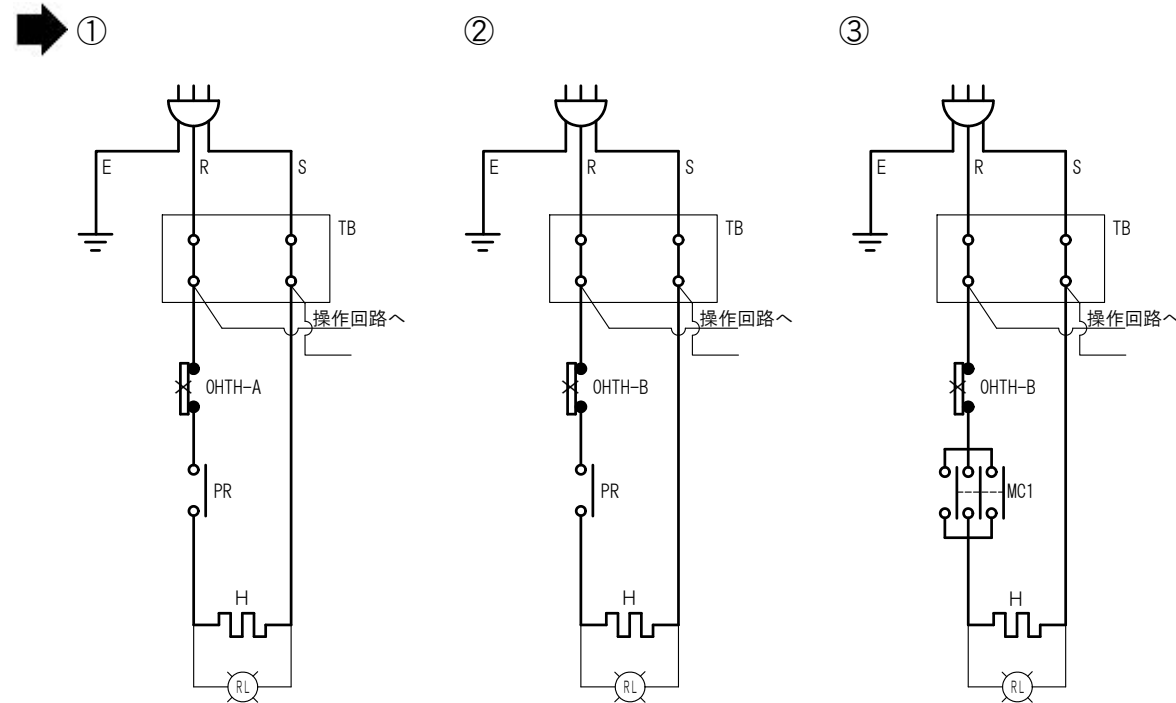 ① ② ③
E R S E R S E R S
TB TB TB
操作回路へ 操作回路へ 操作回路へ
OHTH-A OHTH-B OHTH-B
PR PR MC1
H H H
RL RL RL